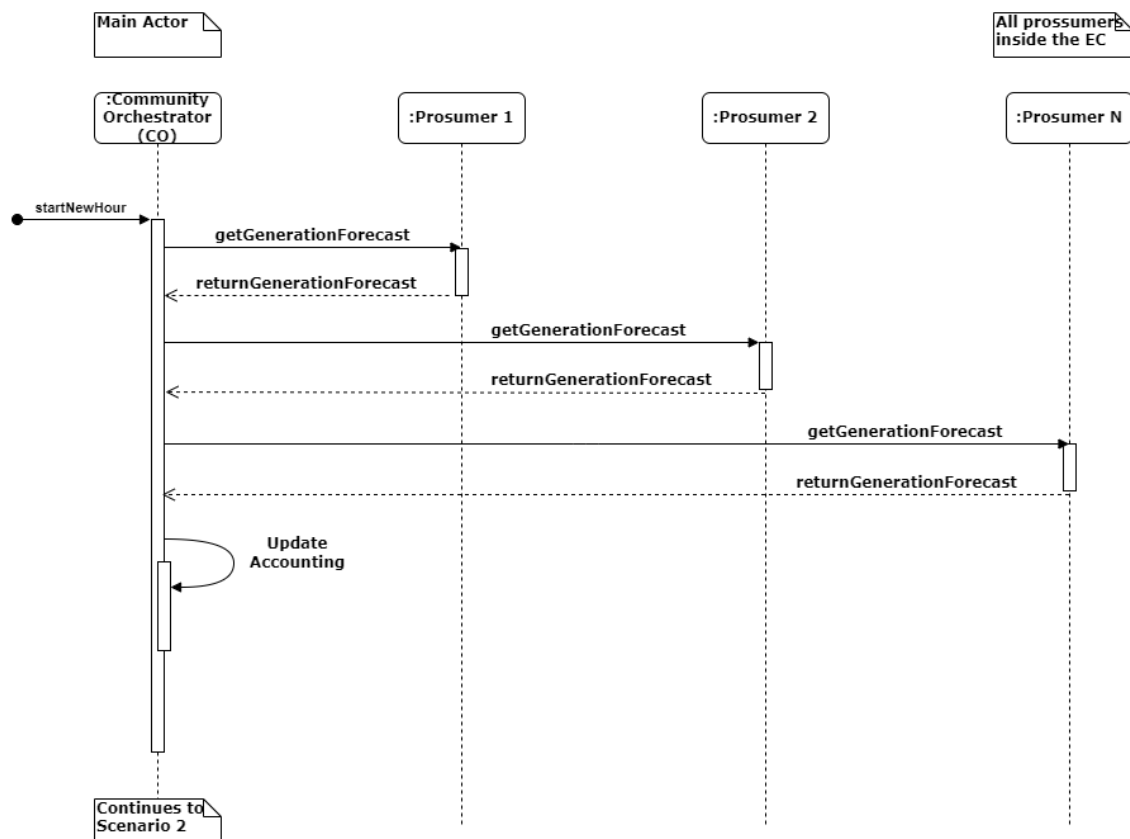 Main Actor
All prossumers
inside the EC
:Community
Orchestrator
(CO)
:Prosumer 1
:Prosumer 2
:Prosumer N
startNewHour
getGenerationForecast
returnGenerationForecast
getGenerationForecast
returnGenerationForecast
getGenerationForecast
returnGenerationForecast
Update
Accounting
Continues to
Scenario 2